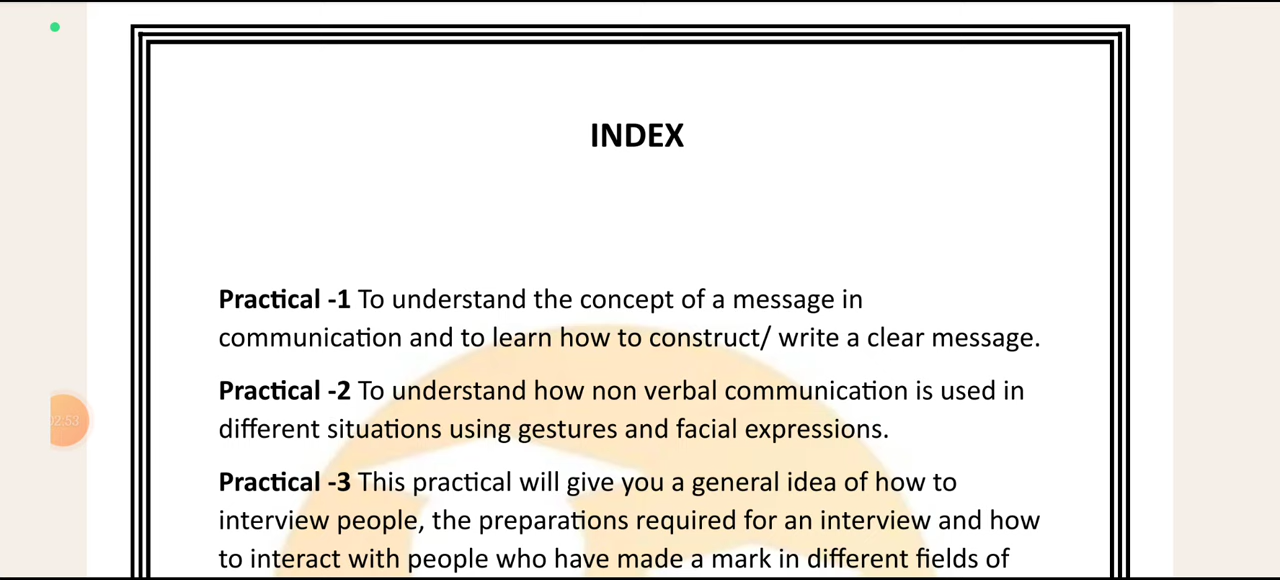 INDEX
Practical -1 To understand the concept of a message in
communication and to learn how to construct/ write a clear message.
Practical -2 To understand how non verbal communication is used in
different situations using gestures and facial expressions.
02:53
Practical -3 This practical will give you a general idea of how to
interview people, the preparations required for an interview and how
to interact with people who have made a mark in different fields of